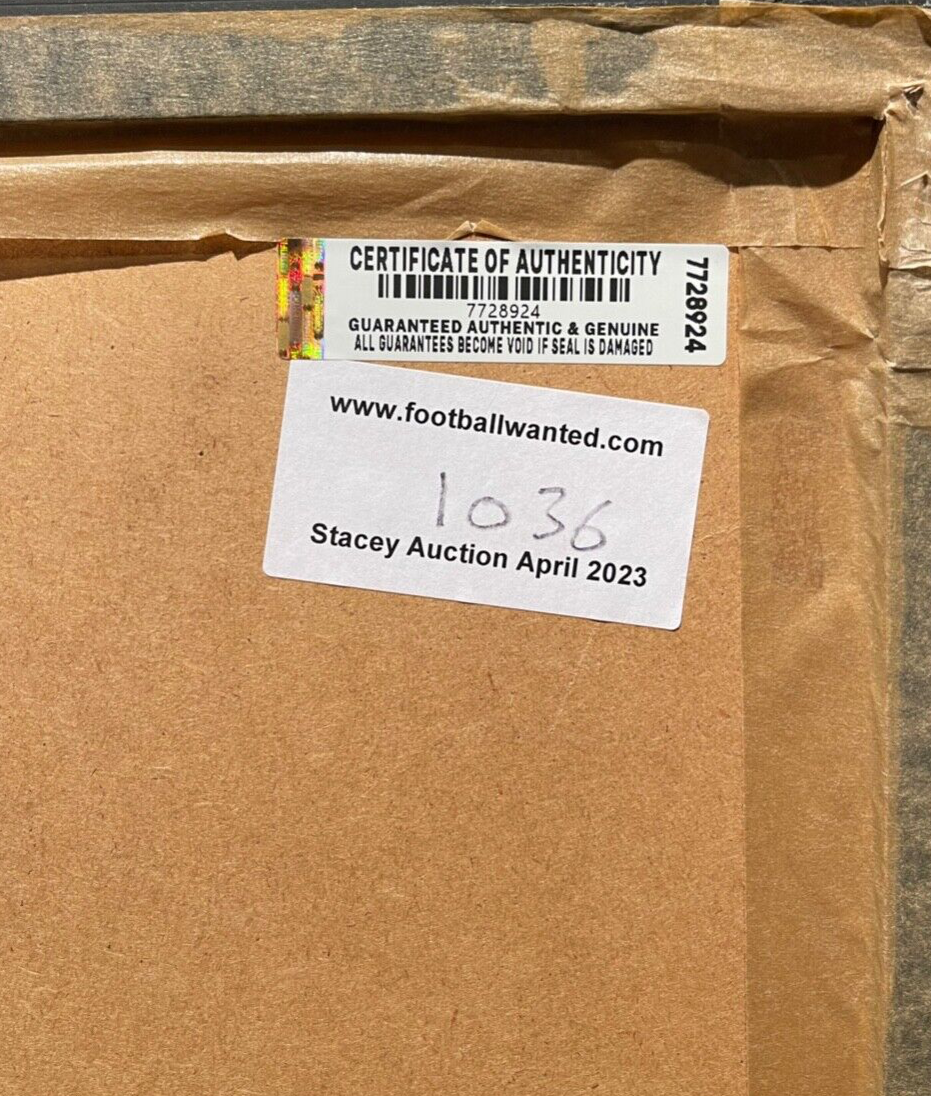 CERTIFICATE OF AUTHENTICITY
7728924
GUARANTEED AUTHENTIC & GENUINE
ALL GUARANTEES BECOME VOID IF SEAL IS DAMAGED
7728924
www.footballwanted.com
1036
Stacey Auction April 2023